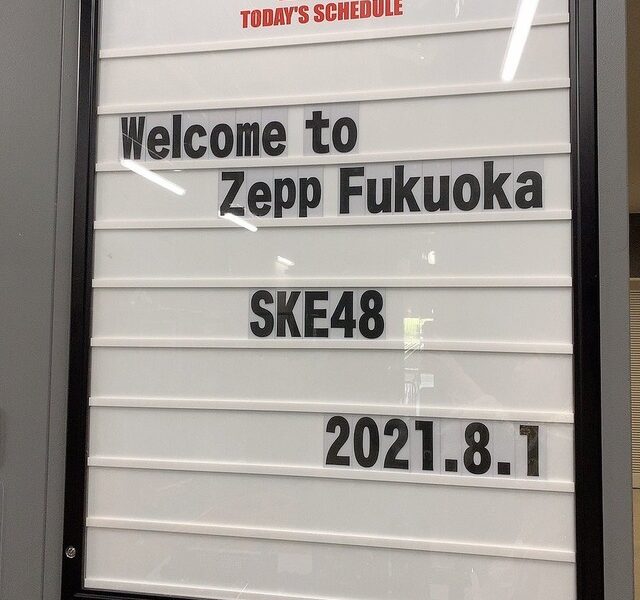 TODAY'S SCHEDULE
Welcome to
Zepp Fukuoka
SKE48
2021.8.1